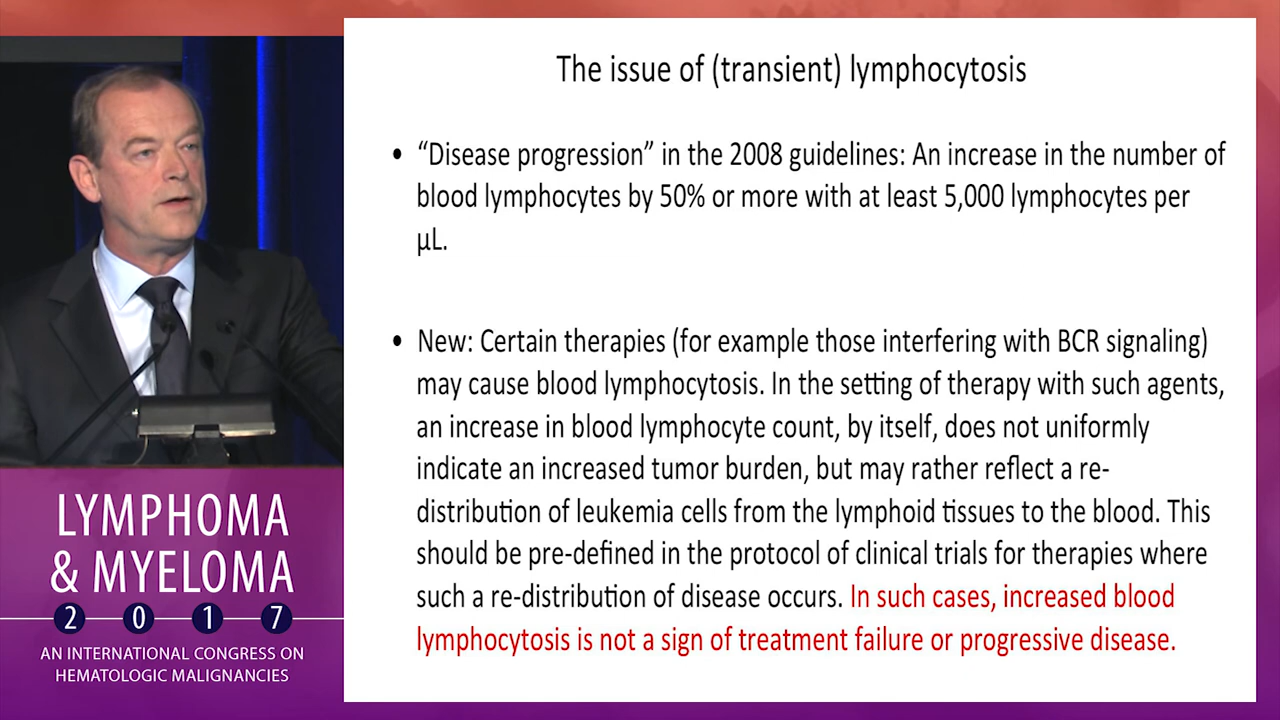 The issue of (transient) lymphocytosis
• “Disease progression” in the 2008 guidelines: An increase in the number of
blood lymphocytes by 50% or more with at least 5,000 lymphocytes per
µL.
• New: Certain therapies (for example those interfering with BCR signaling)
may cause blood lymphocytosis. In the setting of therapy with such agents,
an increase in blood lymphocyte count, by itself, does not uniformly
indicate an increased tumor burden, but may rather reflect a re-
distribution of leukemia cells from the lymphoid tissues to the blood. This
should be pre-defined in the protocol of clinical trials for therapies where
such a re-distribution of disease occurs. In such cases, increased blood
lymphocytosis is not a sign of treatment failure or progressive disease.
LYMPHOMA
& MYELOMA
2017
AN INTERNATIONAL CONGRESS ON
HEMATOLOGIC MALIGNANCIES